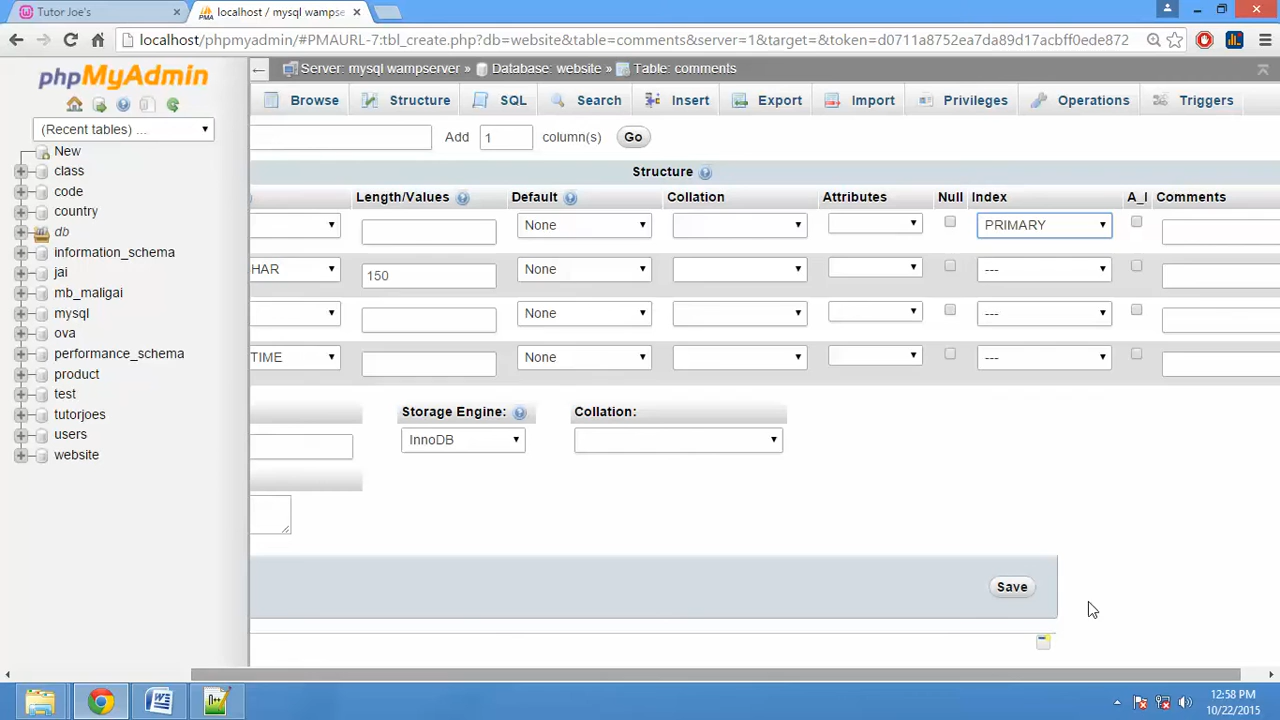 Tutor Joe's
localhost / mysql wampse
localhost/phpmyadmin/#PMAURL-7:tbl_create.php?db=website&table=comments&server=1&target=&token=d0711a8752ea7da89d17acbff0ede872
phpMyAdmin
(Recent tables) ...
New
class
code
country
db
information_schema
jai
mb_maligai
mysql
ova
performance_schema
product
test
tutorjoes
users
website
Server: mysql wampserver » Database: website » Table: comments
Browse Structure SQL Search Insert Export Import Privileges Operations Triggers
Add 1 column(s) Go
Structure
Length/Values Default Collation Attributes Null Index A_I Comments
None PRIMARY
HAR 150 None ---
None ---
TIME None ---
Storage Engine: Collation:
InnoDB
Save
12:58 PM
10/22/2015